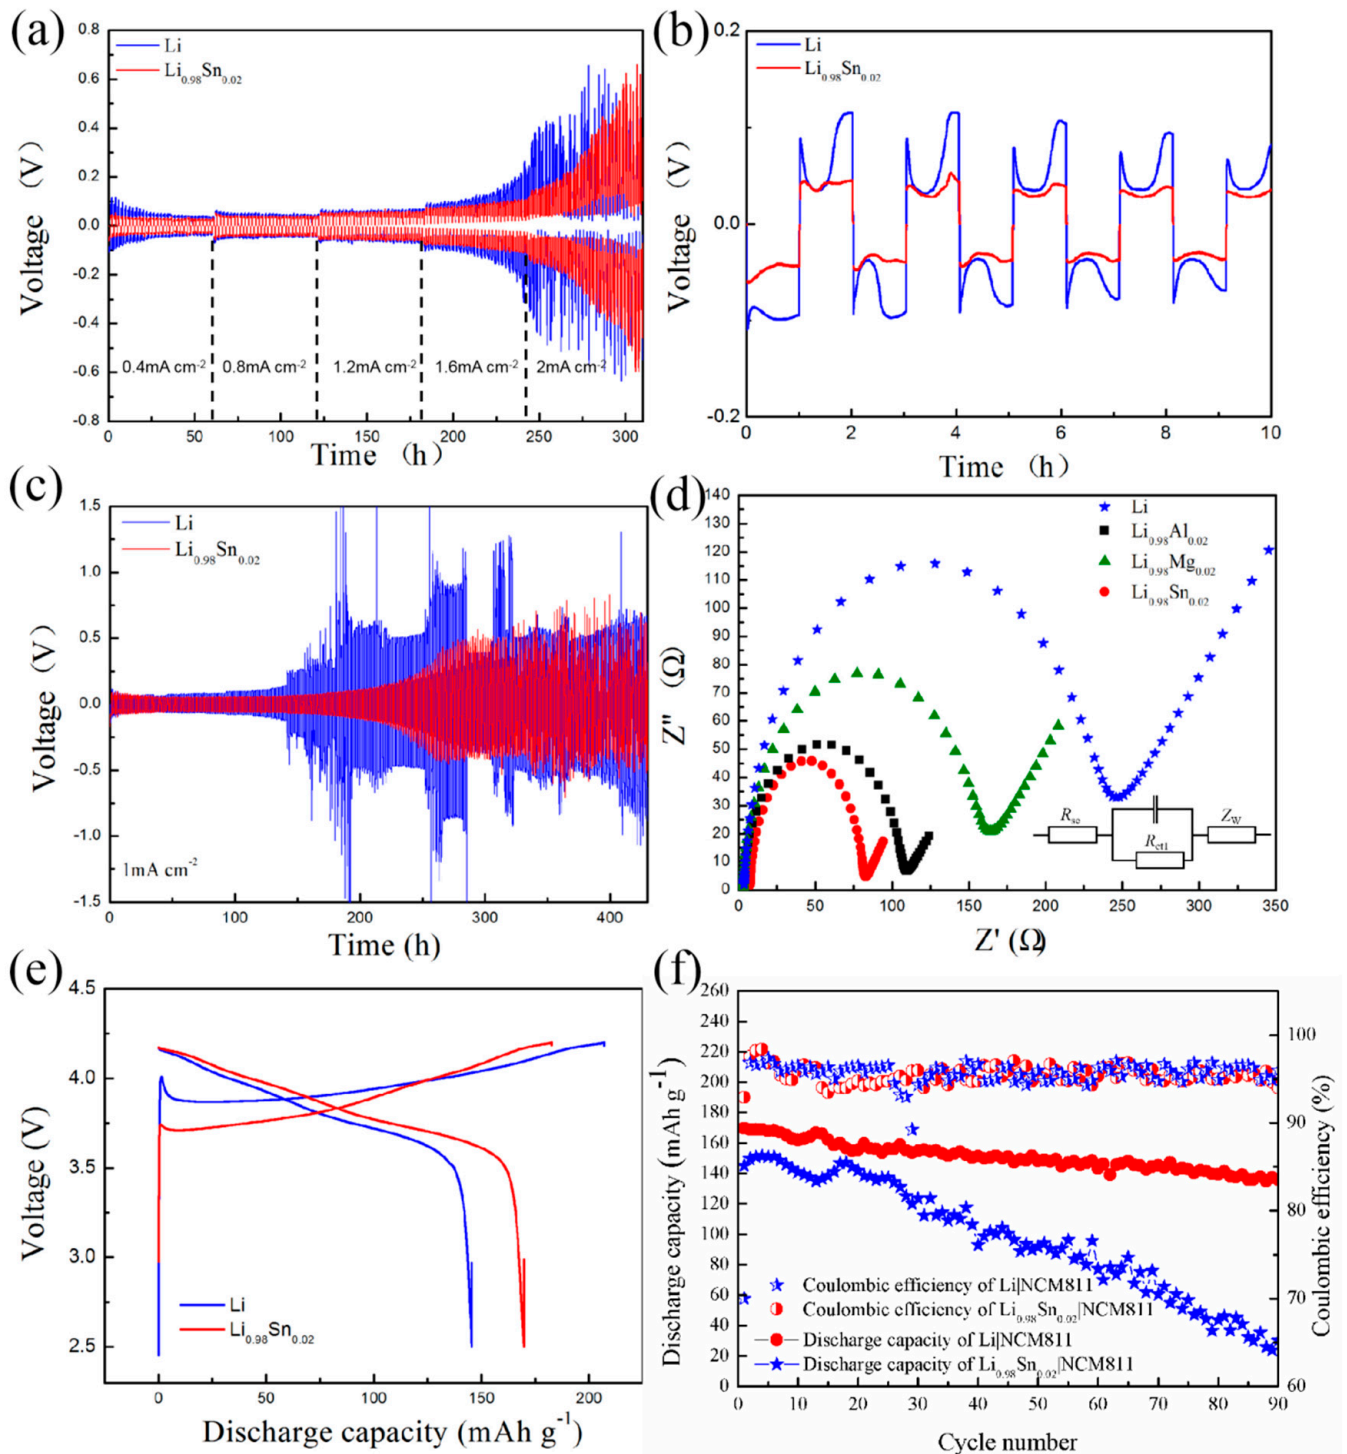 (a)
0.8
0.6
0.4
0.2
0.0
-0.2
-0.4
-0.6
-0.8
Voltage (V)
Li
Li0.98Sn0.02
0.4mA cm-2
0.8mA cm-2
1.2mA cm-2
1.6mA cm-2
2mA cm-2
0 50 100 150 200 250 300
Time (h)
(b)
0.2
0.0
-0.2
Voltage (V)
Li
Li0.98Sn0.02
0 2 4 6 8 10
Time (h)
(c)
1.5
1.0
0.5
0.0
-0.5
-1.0
-1.5
Voltage (V)
Li
Li0.98Sn0.02
1mA cm-2
0 100 200 300 400
Time (h)
(d)
140
130
120
110
100
90
80
70
60
50
40
30
20
10
0
Z'' (Ω)
Li
Li0.98Al0.02
Li0.98Mg0.02
Li0.98Sn0.02
Rse
Rct1
ZW
0 50 100 150 200 250 300 350
Z' (Ω)
(e)
4.5
4.0
3.5
3.0
2.5
Voltage (V)
Li
Li0.98Sn0.02
0 50 100 150 200
Discharge capacity (mAh g-1)
(f)
260
240
220
200
180
160
140
120
100
80
60
40
20
0
Discharge capacity (mAh g-1)
Coulombic efficiency of Li|NCM811
Coulombic efficiency of Li0.98Sn0.02|NCM811
Discharge capacity of Li|NCM811
Discharge capacity of Li0.98Sn0.02|NCM811
100
90
80
70
60
Coulombic efficiency (%)
0 10 20 30 40 50 60 70 80 90
Cycle number